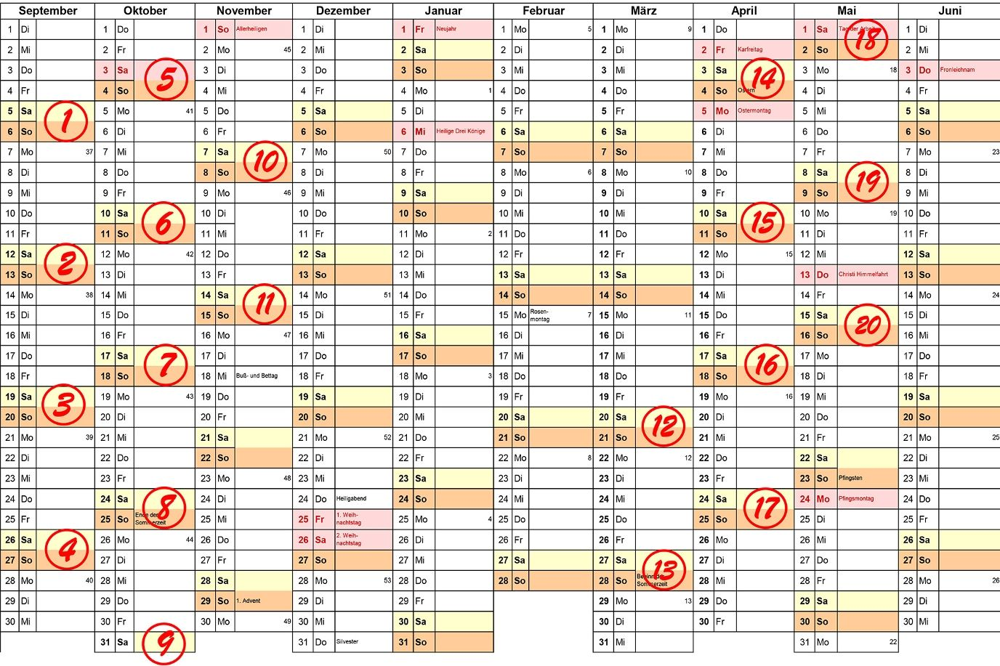 September
1 Di
2 Mi
3 Do
4 Fr
5 Sa
1
6 So
7 Mo 37
8 Di
9 Mi
10 Do
11 Fr
12 Sa
2
13 So
14 Mo 38
15 Di
16 Mi
17 Do
18 Fr
19 Sa
3
20 So
21 Mo 39
22 Di
23 Mi
24 Do
25 Fr
26 Sa
4
27 So
28 Mo 40
29 Di
30 Mi
Oktober
1 Do
2 Fr
3 Sa
5
4 So
5 Mo 41
6 Di
7 Mi
8 Do
9 Fr
10 Sa
6
11 So
12 Mo 42
13 Di
14 Mi
15 Do
16 Fr
17 Sa
7
18 So
19 Mo 43
20 Di
21 Mi
22 Do
23 Fr
24 Sa
8
25 So Ende der
Sommerzeit
26 Mo 44
27 Di
28 Mi
29 Do
30 Fr
31 Sa
9
November
1 So Allerheiligen
2 Mo 45
3 Di
4 Mi
5 Do
6 Fr
7 Sa
10
8 So
9 Mo 46
10 Di
11 Mi
12 Do
13 Fr
14 Sa
11
15 So
16 Mo 47
17 Di
18 Mi Buß- und Bettag
19 Do
20 Fr
21 Sa
22 So
23 Mo 48
24 Di
25 Mi
26 Do
27 Fr
28 Sa
29 So 1. Advent
30 Mo 49
Dezember
1 Di
2 Mi
3 Do
4 Fr
5 Sa
6 So
7 Mo 50
8 Di
9 Mi
10 Do
11 Fr
12 Sa
13 So
14 Mo 51
15 Di
16 Mi
17 Do
18 Fr
19 Sa
20 So
21 Mo 52
22 Di
23 Mi
24 Do Heiligabend
25 Fr 1. Weih-
nachtstag
26 Sa 2. Weih-
nachtstag
27 So
28 Mo 53
29 Di
30 Mi
31 Do Silvester
Januar
1 Fr Neujahr
2 Sa
3 So
4 Mo 1
5 Di
6 Mi Heilige Drei Könige
7 Do
8 Fr
9 Sa
10 So
11 Mo 2
12 Di
13 Mi
14 Do
15 Fr
16 Sa
17 So
18 Mo 3
19 Di
20 Mi
21 Do
22 Fr
23 Sa
24 So
25 Mo 4
26 Di
27 Mi
28 Do
29 Fr
30 Sa
31 So
Februar
1 Mo 5
2 Di
3 Mi
4 Do
5 Fr
6 Sa
7 So
8 Mo 6
9 Di
10 Mi
11 Do
12 Fr
13 Sa
14 So
15 Mo Rosen-
montag 7
16 Di
17 Mi
18 Do
19 Fr
20 Sa
21 So
22 Mo 8
23 Di
24 Mi
25 Do
26 Fr
27 Sa
28 So
März
1 Mo 9
2 Di
3 Mi
4 Do
5 Fr
6 Sa
7 So
8 Mo 10
9 Di
10 Mi
11 Do
12 Fr
13 Sa
14 So
15 Mo 11
16 Di
17 Mi
18 Do
19 Fr
20 Sa
12
21 So
22 Mo 12
23 Di
24 Mi
25 Do
26 Fr
27 Sa
13
28 So Beginn der
Sommerzeit
29 Mo 13
30 Di
31 Mi
April
1 Do
2 Fr Karfreitag
3 Sa
14
4 So Ostern
5 Mo Ostermontag
6 Di
7 Mi
8 Do
9 Fr
10 Sa
15
11 So
12 Mo 15
13 Di
14 Mi
15 Do
16 Fr
17 Sa
16
18 So
19 Mo 16
20 Di
21 Mi
22 Do
23 Fr
24 Sa
17
25 So
26 Mo
27 Di
28 Mi
29 Do
30 Fr
Mai
1 Sa Tag der Arbeit
18
2 So
3 Mo 18
4 Di
5 Mi
6 Do
7 Fr
8 Sa
19
9 So
10 Mo 19
11 Di
12 Mi
13 Do Christi Himmelfahrt
14 Fr
15 Sa
20
16 So
17 Mo
18 Di
19 Mi
20 Do
21 Fr
22 Sa
23 So Pfingsten
24 Mo Pfingsmontag
25 Di
26 Mi
27 Do
28 Fr
29 Sa
30 So
31 Mo 22
Juni
1 Di
2 Mi
3 Do Fronleichnam
4 Fr
5 Sa
6 So
7 Mo 23
8 Di
9 Mi
10 Do
11 Fr
12 Sa
13 So
14 Mo 24
15 Di
16 Mi
17 Do
18 Fr
19 Sa
20 So
21 Mo 25
22 Di
23 Mi
24 Do
25 Fr
26 Sa
27 So
28 Mo 26
29 Di
30 Mi